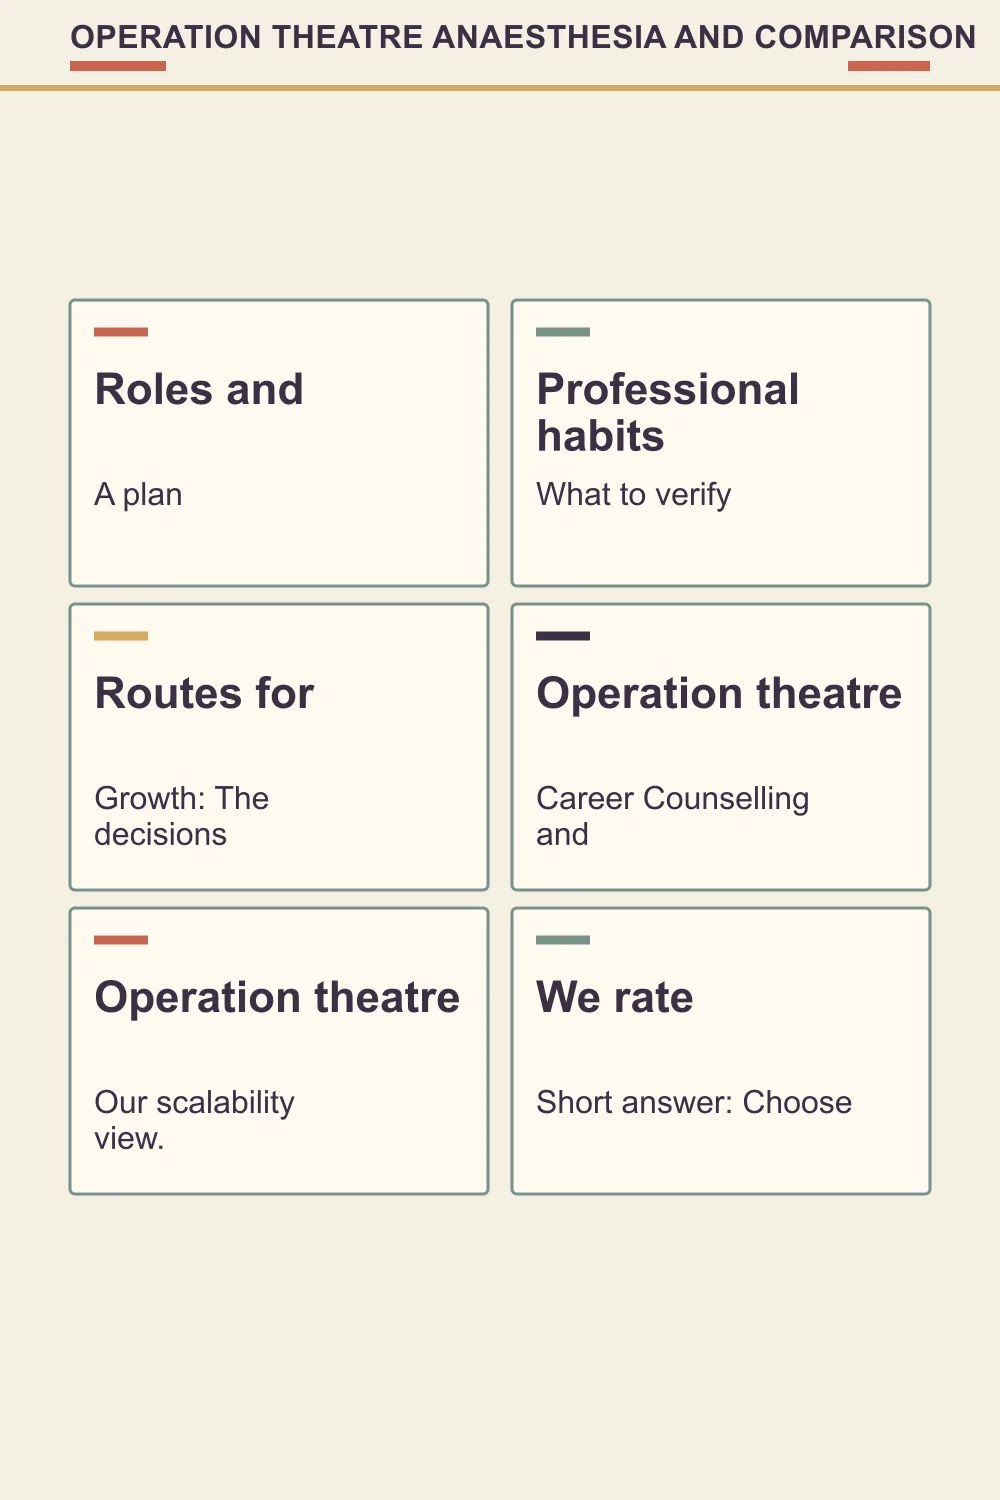 OPERATION THEATRE ANAESTHESIA AND COMPARISON
Roles and
A plan
Professional
habits
What to verify
Routes for
Growth: The
decisions
Operation theatre
Career Counselling
and
Operation theatre
Our scalability
view.
We rate
Short answer: Choose